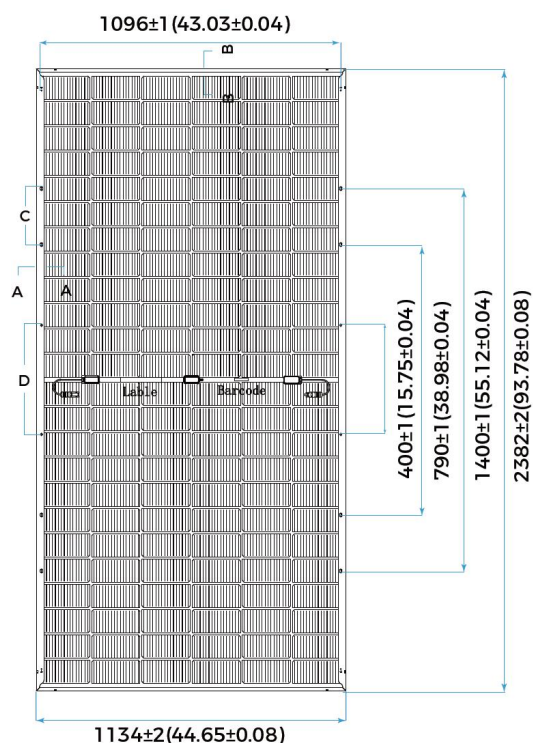 1096±1(43.03±0.04)
B
B
C
A
A
D
Lable
Barcode
400±1(15.75±0.04)
790±1(38.98±0.04)
1400±1(55.12±0.04)
2382±2(93.78±0.08)
1134±2(44.65±0.08)